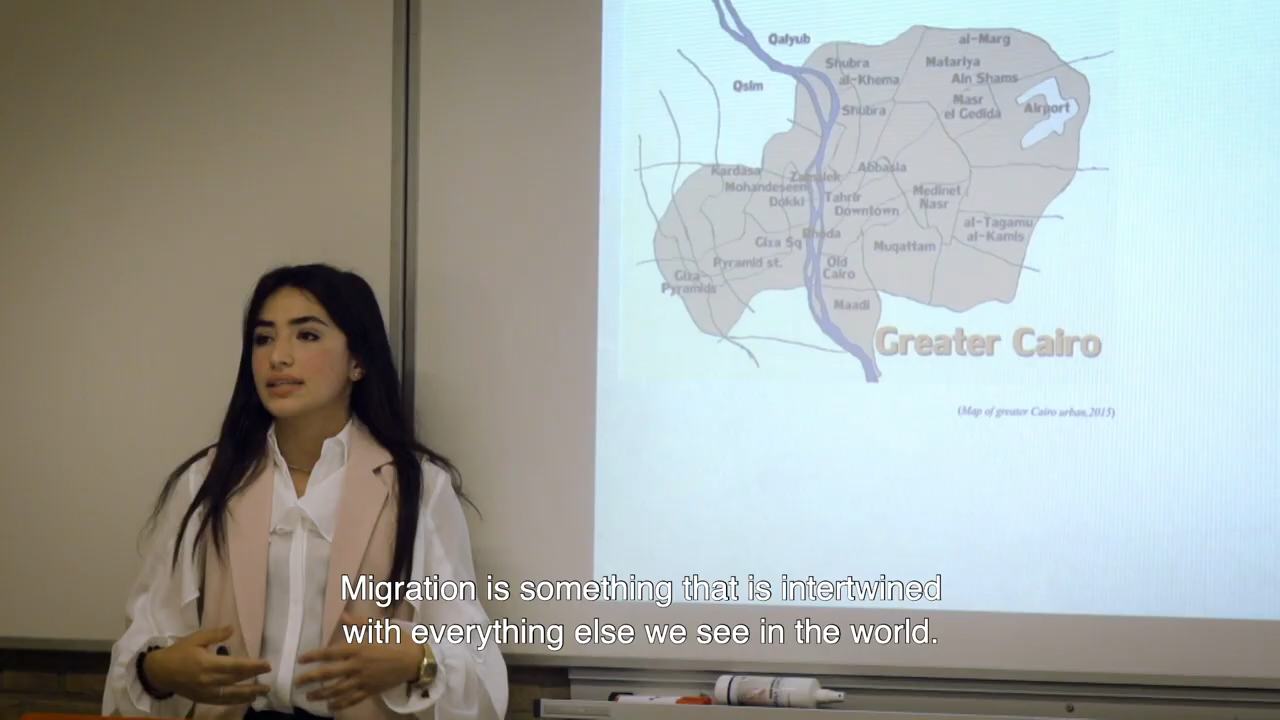 Qalyub
al-Marg
Shubra
al-Khema
Matariya
Ain Shams
Qsim
Masr
el Gedida
Airport
Shubra
Kardasa
Zamalek
Abbasia
Mohandeseen
Dokki
Tahrir
Downtown
Medinet
Nasr
al-Tagamu
al-Kamis
Rhoda
Giza Sq
Muqattam
Pyramid st.
Old
Cairo
Giza
Pyramids
Maadi
Greater Cairo
(Map of greater Cairo urban,2015)
Migration is something that is intertwined
with everything else we see in the world.